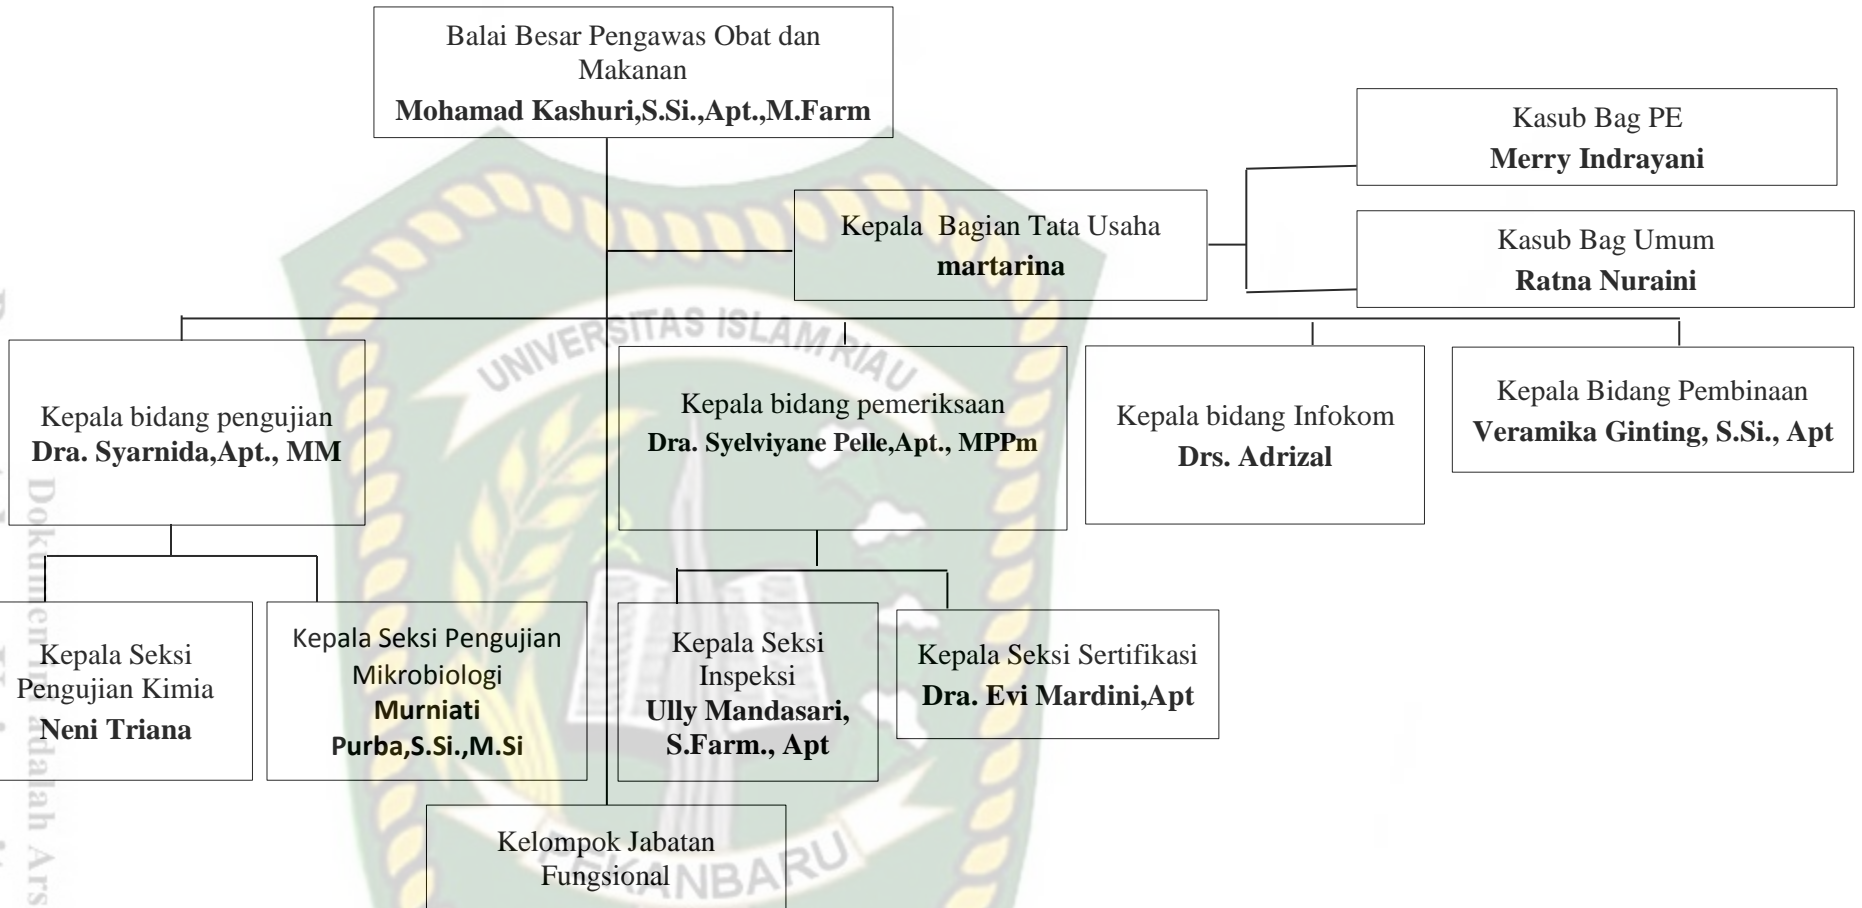 Balai Besar Pengawas Obat dan
Makanan
Mohamad Kashuri,S.Si.,Apt.,M.Farm
Kasub Bag PE
Merry Indrayani
Kepala  Bagian Tata Usaha
martarina
Kasub Bag Umum
Ratna Nuraini
UNIVERSITAS ISLAM RIAU
Kepala bidang pengujian
Dra. Syarnida,Apt., MM
Kepala bidang pemeriksaan
Dra. Syelviyane Pelle,Apt., MPPm
Kepala bidang Infokom
Drs. Adrizal
Kepala Bidang Pembinaan
Veramika Ginting, S.Si., Apt
Kepala Seksi
Pengujian Kimia
Neni Triana
Kepala Seksi Pengujian
Mikrobiologi
Murniati
Purba,S.Si.,M.Si
Kepala Seksi
Inspeksi
Ully Mandasari,
S.Farm., Apt
Kepala Seksi Sertifikasi
Dra. Evi Mardini,Apt
Kelompok Jabatan
Fungsional
PEKANBARU
Dokumen ini adalah Ars